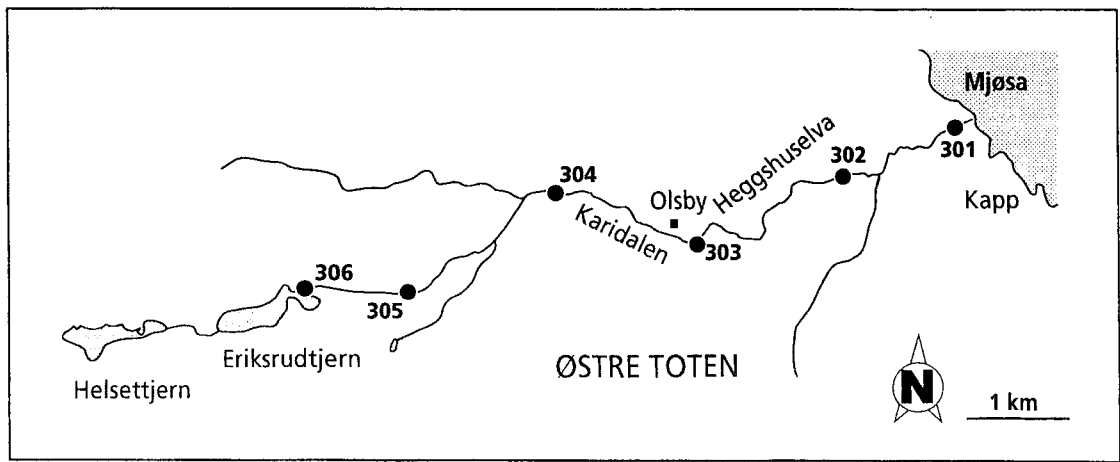 Mjøsa
301
Kapp
302
Heggshuselva
304
Olsby
Karidalen
303
306
305
Eriksrudtjern
Helsettjern
ØSTRE TOTEN
N
1 km